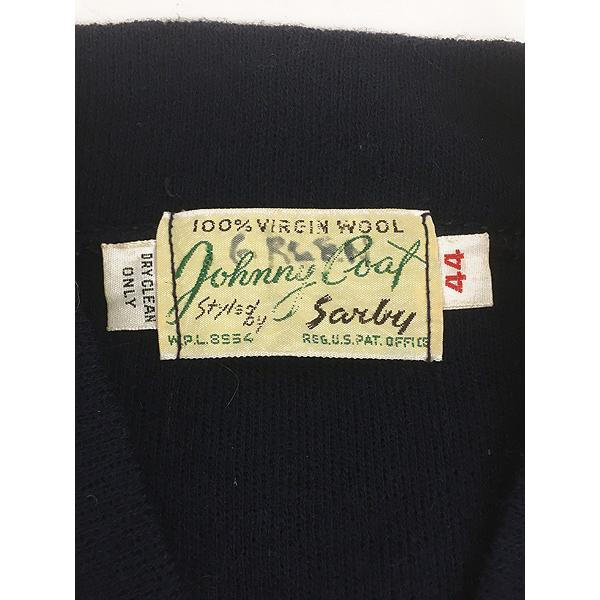 100% VIRGIN WOOL
Johnny Coat
Styled by Sarby
W.P.L. 8954 REG. U.S. PAT. OFFICE
DRY CLEAN
ONLY
44